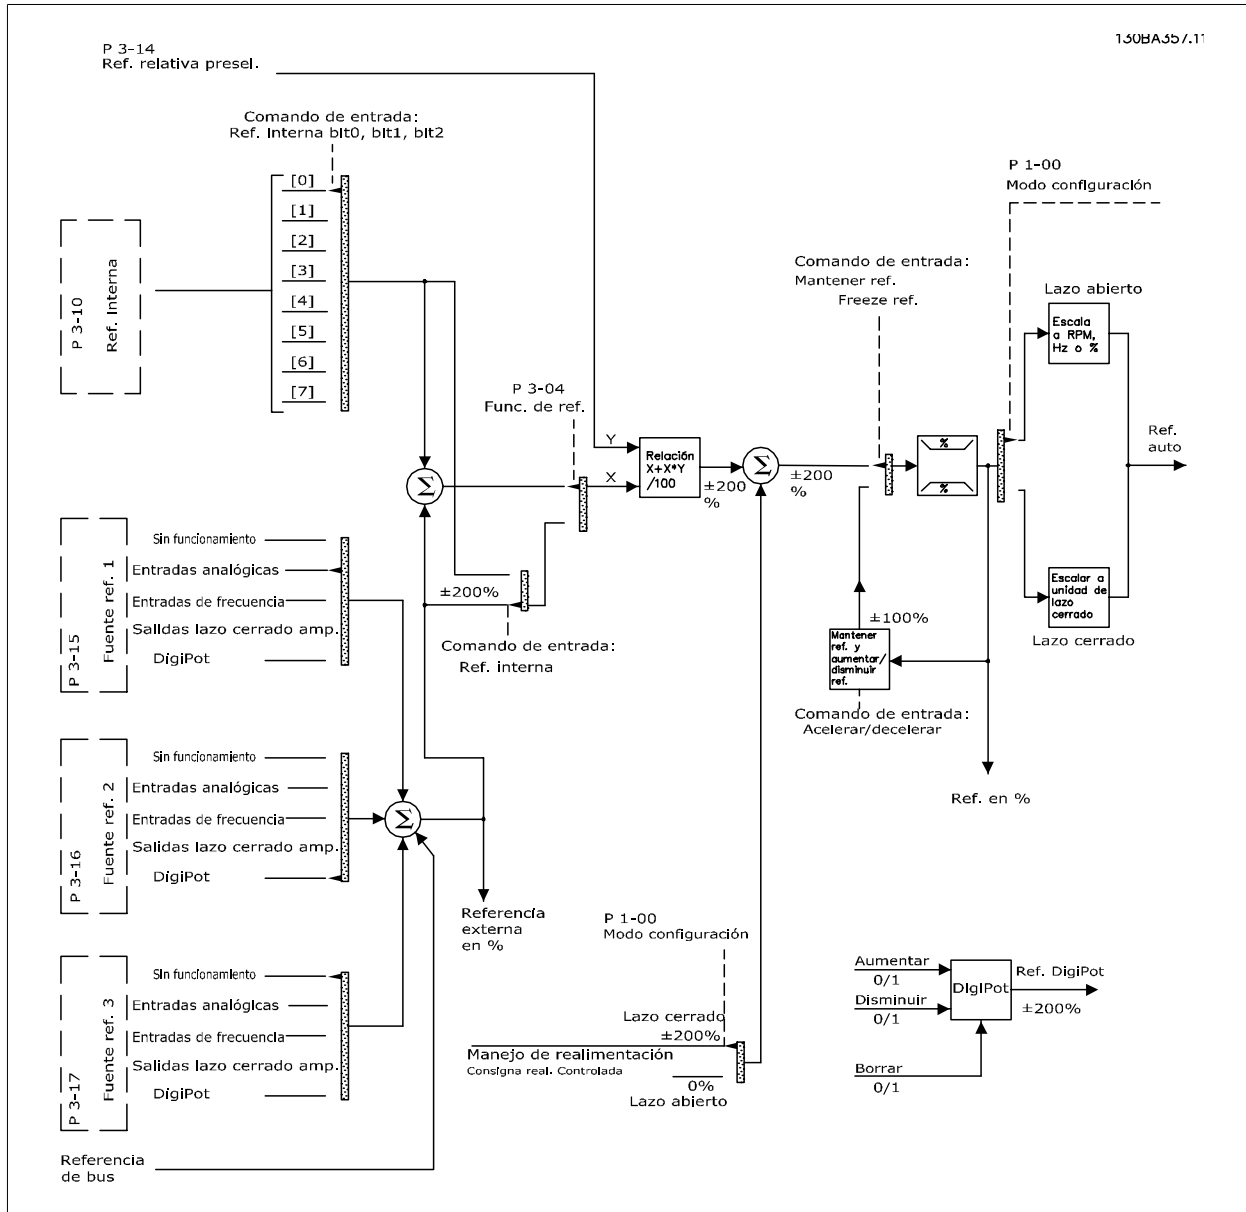 130BA357.11
P 3-14
Ref. relativa presel.
Comando de entrada:
Ref. Interna bit0, bit1, bit2
P 3-10
Ref. Interna
[0]
[1]
[2]
[3]
[4]
[5]
[6]
[7]
P 1-00
Modo configuración
Comando de entrada:
Mantener ref.
Freeze ref.
Lazo abierto
Escala
a RPM,
Hz o %
P 3-04
Func. de ref.
Y
X
Relación
X+X*Y
/100
±200
%
Σ
±200
%
%
%
Ref.
auto
Σ
P 3-15
Fuente ref. 1
Sin funcionamiento
Entradas analógicas
Entradas de frecuencia
Salidas lazo cerrado amp.
DigiPot
±200%
Comando de entrada:
Ref. interna
±100%
Mantener
ref. y
aumentar/
disminuir
ref.
Comando de entrada:
Acelerar/decelerar
Escalar a
unidad de
lazo
cerrado
Lazo cerrado
Ref. en %
P 3-16
Fuente ref. 2
Sin funcionamiento
Entradas analógicas
Entradas de frecuencia
Salidas lazo cerrado amp.
DigiPot
Σ
Referencia
externa
en %
P 3-17
Fuente ref. 3
Sin funcionamiento
Entradas analógicas
Entradas de frecuencia
Salidas lazo cerrado amp.
DigiPot
Referencia
de bus
P 1-00
Modo configuración
Lazo cerrado
±200%
Manejo de realimentación
Consigna real. Controlada
0%
Lazo abierto
Aumentar
0/1
Disminuir
0/1
Borrar
0/1
DigiPot
Ref. DigiPot
±200%